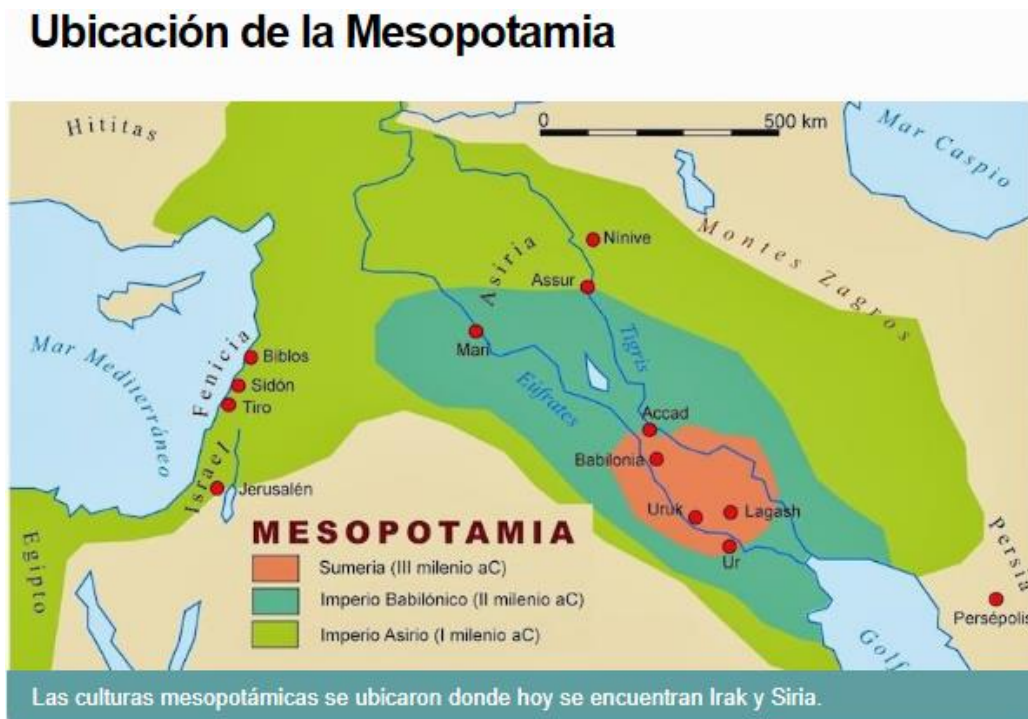 Ubicación de la Mesopotamia
Hititas
0 500 km
Mar Caspio
Montes Zagros
Nínive
Asiria
Assur
Mari
Tigris
Eúfrates
Mar Mediterráneo
Fenicia
Biblos
Sidón
Tiro
Accad
Babilonia
Israel
Jerusalén
Uruk
Lagash
Ur
Egipto
MESOPOTAMIA
Sumeria (III milenio aC)
Imperio Babilónico (II milenio aC)
Imperio Asirio (I milenio aC)
Persia
Persépolis
Golf
Las culturas mesopotámicas se ubicaron donde hoy se encuentran Irak y Siria.